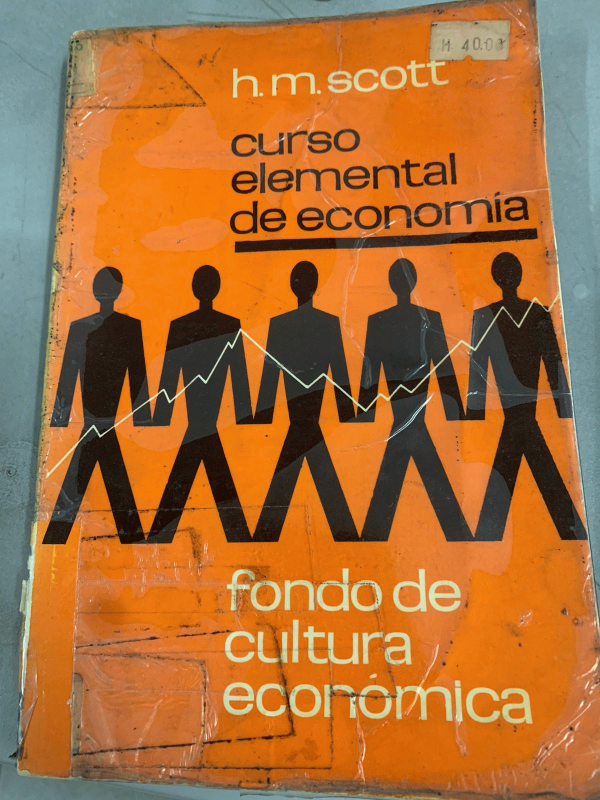 M 40.00
h.m.scott
curso
elemental
de economía
fondo de
cultura
económica